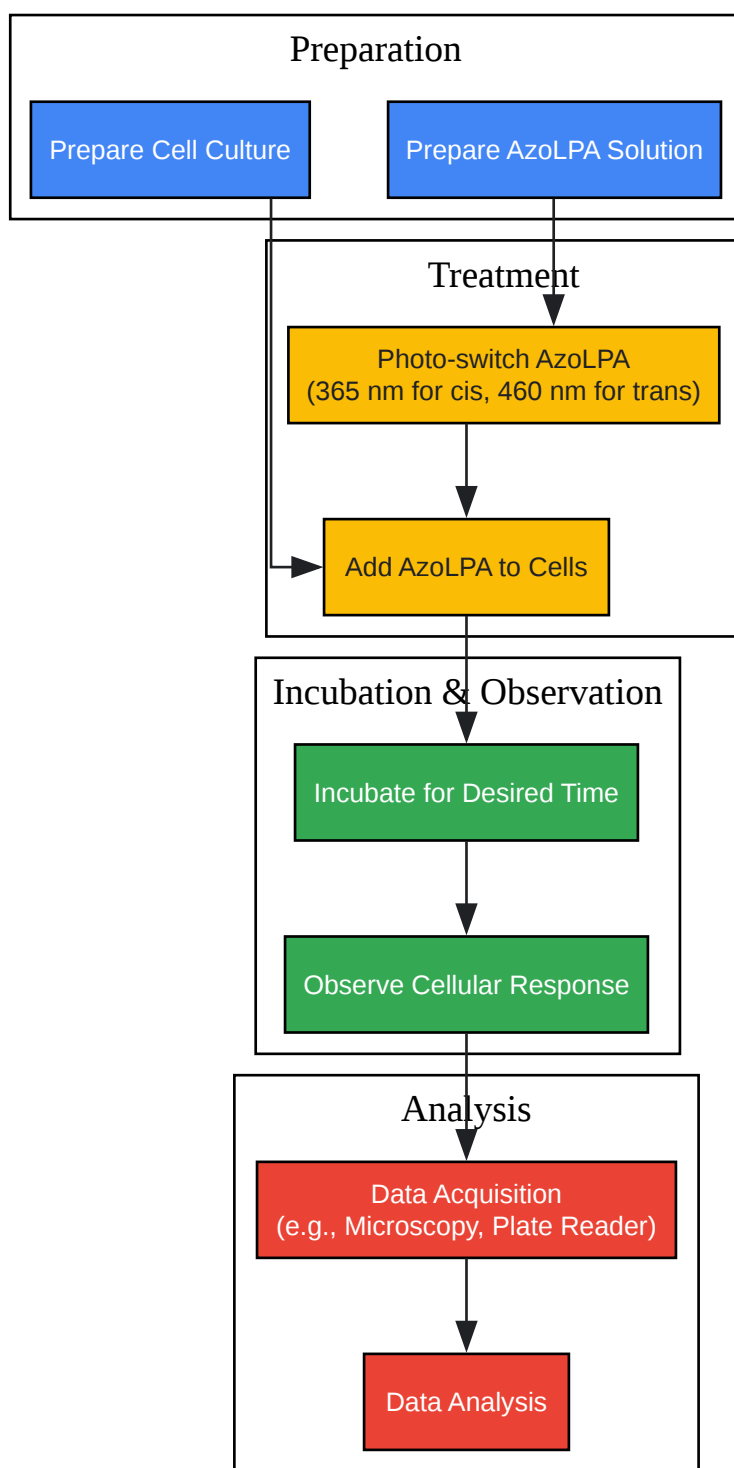 Preparation
Prepare Cell Culture
Prepare AzoLPA Solution
Treatment
Photo-switch AzoLPA
(365 nm for cis, 460 nm for trans)
Add AzoLPA to Cells
Incubation & Observation
Incubate for Desired Time
Observe Cellular Response
Analysis
Data Acquisition
(e.g., Microscopy, Plate Reader)
Data Analysis